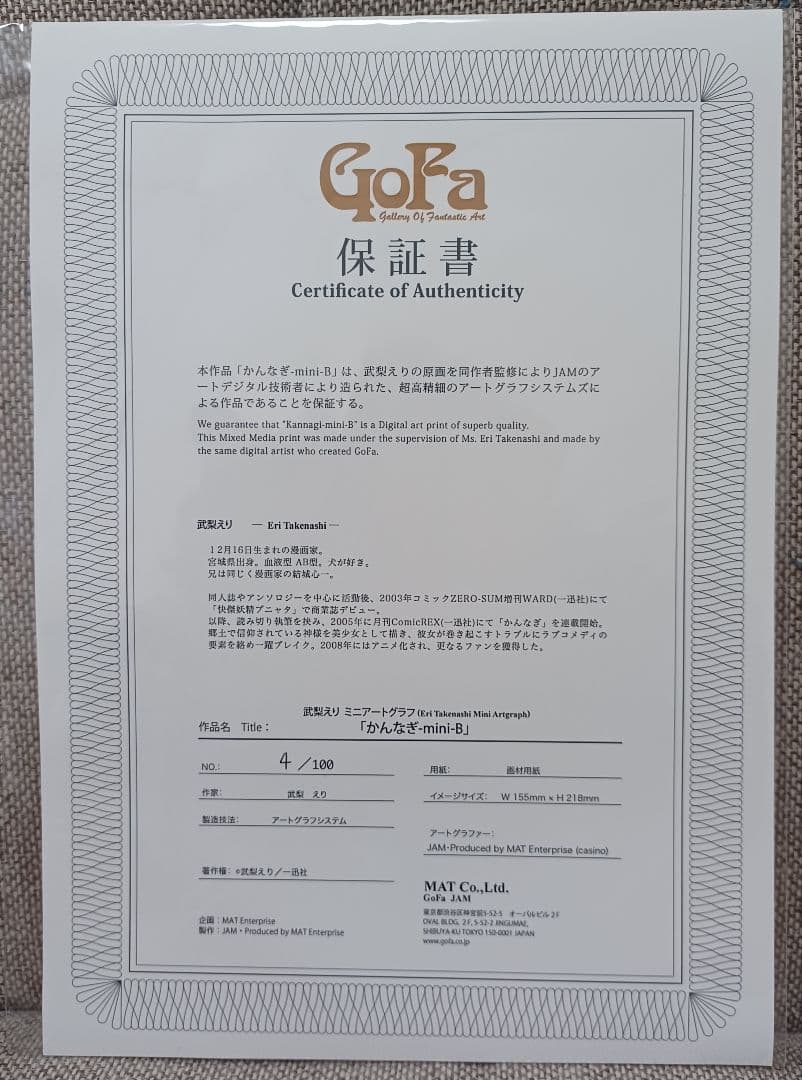 GoFa
Gallery Of Fantastic Art
保証書
Certificate of Authenticity
本作品「かんなぎ-mini-B」は、武梨えりの原画を同作者監修によりJAMのア
ートデジタル技術者により造られた、超高精細のアートグラフシステムズに
よる作品であることを保証する。
We guarantee that "Kannagi-mini-B" is a Digital art print of superb quality.
This Mixed Media print was made under the supervision of Ms. Eri Takenashi and made by
the same digital artist who created GoFa.
武梨えり ― Eri Takenashi ―
12月16日生まれの漫画家。
宮城県出身。血液型 AB型。犬が好き。
兄は同じく漫画家の結城心一。
同人誌やアンソロジーを中心に活動後、2003年コミックZERO-SUM増刊WARD(一迅社)にて
「快傑妖精プニャタ」で商業誌デビュー。
以降、読み切り執筆を挟み、2005年に月刊ComicREX(一迅社)にて「かんなぎ」を連載開始。
郷土で信仰されている神様を美少女として描き、彼女が巻き起こすトラブルにラブコメディの
要素を絡め一躍ブレイク。2008年にはアニメ化され、更なるファンを獲得した。
武梨えり ミニアートグラフ(Eri Takenashi Mini Artgraph)
作品名 Title： 「かんなぎ-mini-B」
NO.: 4／100
用紙: 画材用紙
作家: 武梨 えり
イメージサイズ: W 155mm × H 218mm
製造技法: アートグラフシステム
アートグラファー:
JAM・Produced by MAT Enterprise (casino)
著作権: ©武梨えり／一迅社
MAT Co.,Ltd.
GoFa JAM
東京都渋谷区神宮前5-52-5 オーバルビル 2F
OVAL BLDG. 2F, 5-52-2 JINGUMAE,
SHIBUYA-KU TOKYO 150-0001 JAPAN
www.gofa.co.jp
企画：MAT Enterprise
製作：JAM・Produced by MAT Enterprise